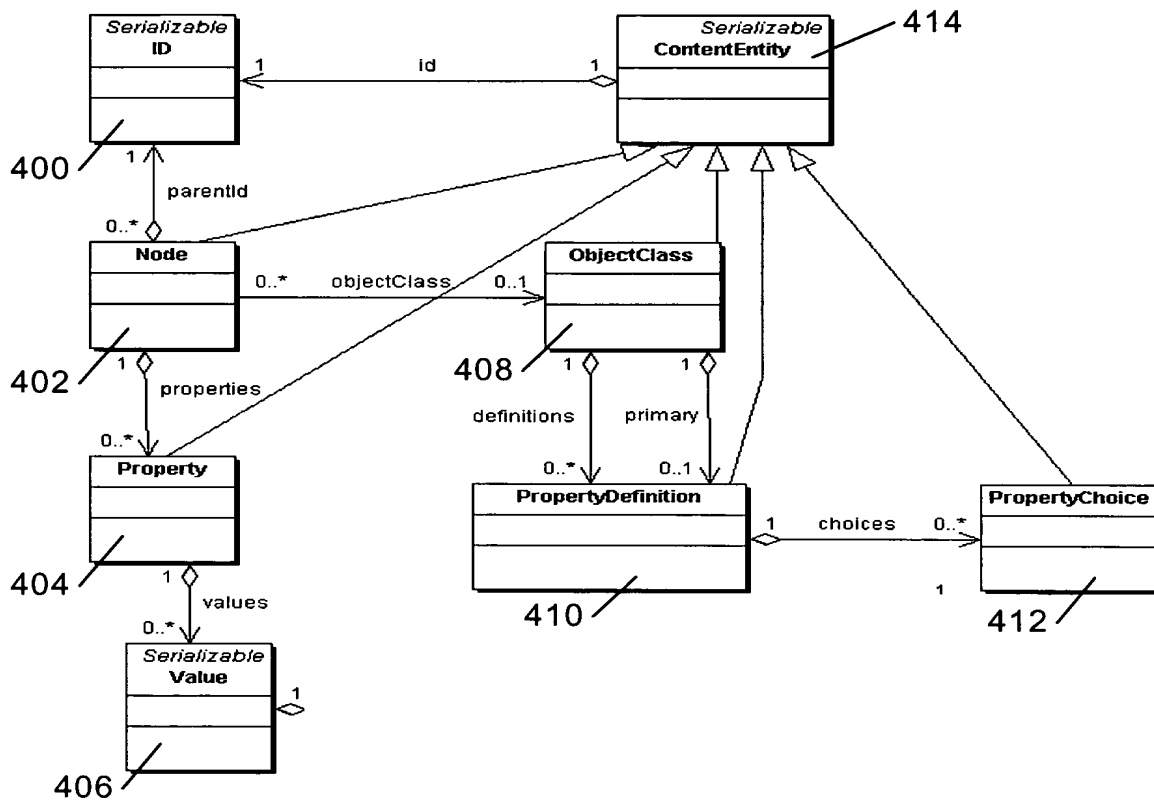 Serializable
ID
1
id
1
Serializable
ContentEntity
414
400
1
parentId
0..*
Node
0..*
objectClass
0..1
ObjectClass
402
1
properties
0..*
408
1
1
definitions
primary
0..*
0..1
Property
PropertyDefinition
1
choices
0..*
PropertyChoice
404
1
values
0..*
410
1
412
Serializable
Value
1
406